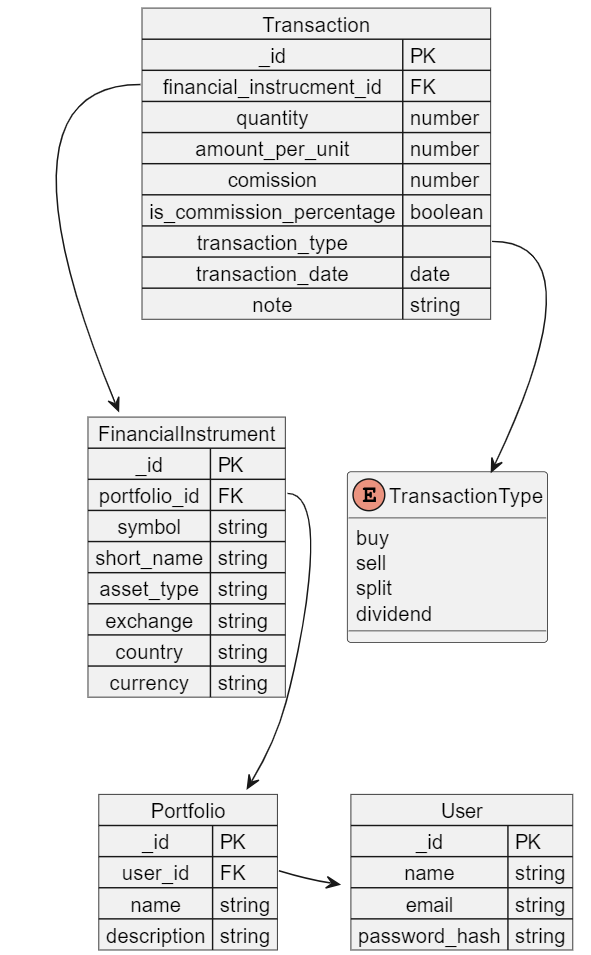 Transaction
_id PK
financial_instrucment_id FK
quantity number
amount_per_unit number
comission number
is_commission_percentage boolean
transaction_type
transaction_date date
note string
FinancialInstrument
_id PK
portfolio_id FK
symbol string
short_name string
asset_type string
exchange string
country string
currency string
E TransactionType
buy
sell
split
dividend
Portfolio
_id PK
user_id FK
name string
description string
User
_id PK
name string
email string
password_hash string